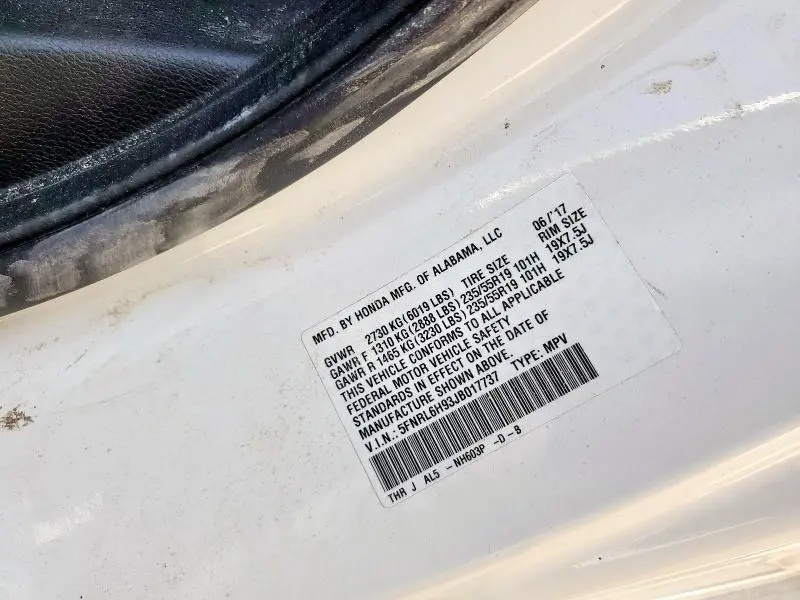 MFD. BY HONDA MFG. OF ALABAMA, LLC 06/'17
GVWR 2730 KG (6019 LBS) TIRE SIZE RIM SIZE
GAWR F 1310 KG (2888 LBS) 235/55R19 101H 19X7.5J
GAWR R 1465 KG (3230 LBS) 235/55R19 101H 19X7.5J
THIS VEHICLE CONFORMS TO ALL APPLICABLE
FEDERAL MOTOR VEHICLE SAFETY
STANDARDS IN EFFECT ON THE DATE OF
MANUFACTURE SHOWN ABOVE.
V.I.N.: 5FNRL6H93JB017737 TYPE: MPV
THR J AL5 -NH603P -D-B